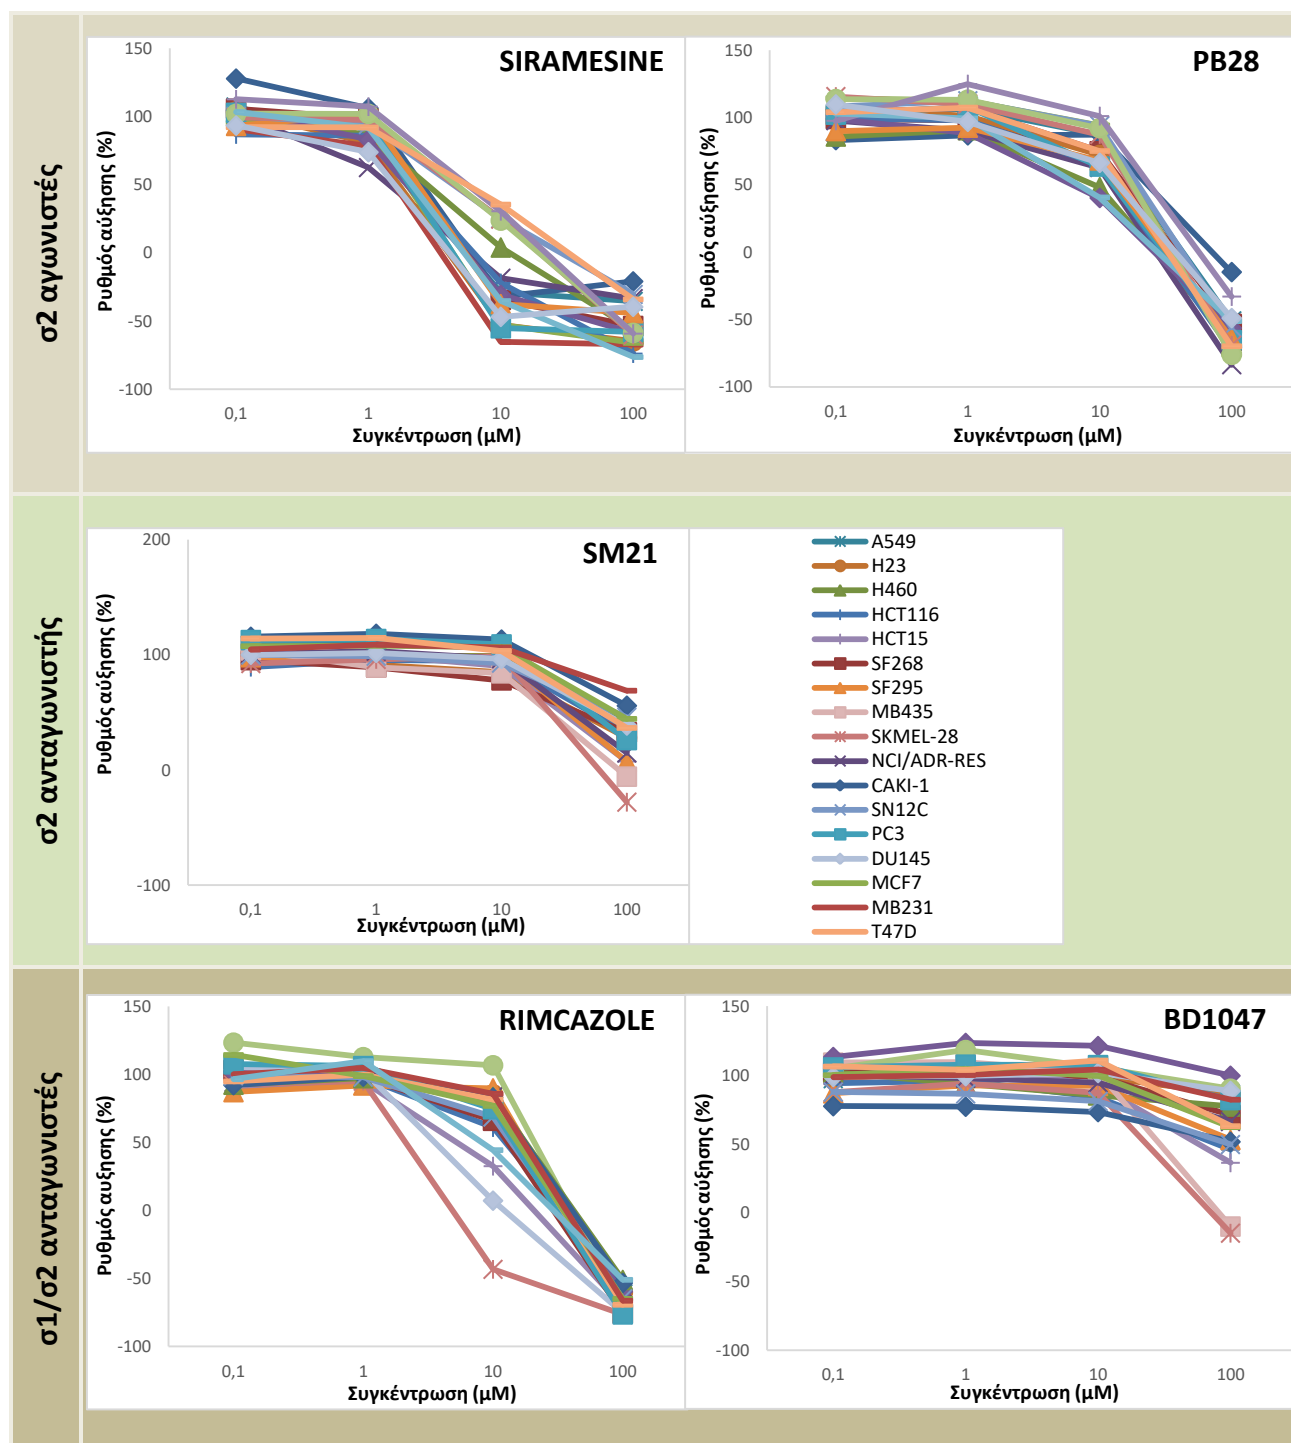 σ2 αγωνιστές
SIRAMESINE
Ρυθμός αύξησης (%)
150
100
50
0
-50
-100
0,1 1 10 100
Συγκέντρωση (μM)
PB28
Ρυθμός αύξησης (%)
150
100
50
0
-50
-100
0,1 1 10 100
Συγκέντρωση (μM)
σ2 ανταγωνιστής
SM21
Ρυθμός αύξησης (%)
200
100
0
-100
0,1 1 10 100
Συγκέντρωση (μM)
A549
H23
H460
HCT116
HCT15
SF268
SF295
MB435
SKMEL-28
NCI/ADR-RES
CAKI-1
SN12C
PC3
DU145
MCF7
MB231
T47D
σ1/σ2 ανταγωνιστές
RIMCAZOLE
Ρυθμός αυξησης (%)
150
100
50
0
-50
-100
0,1 1 10 100
Συγκέντρωση (μM)
BD1047
Ρυθμός αύξησης (%)
150
100
50
0
-50
-100
0,1 1 10 100
Συγκέντρωση (μM)